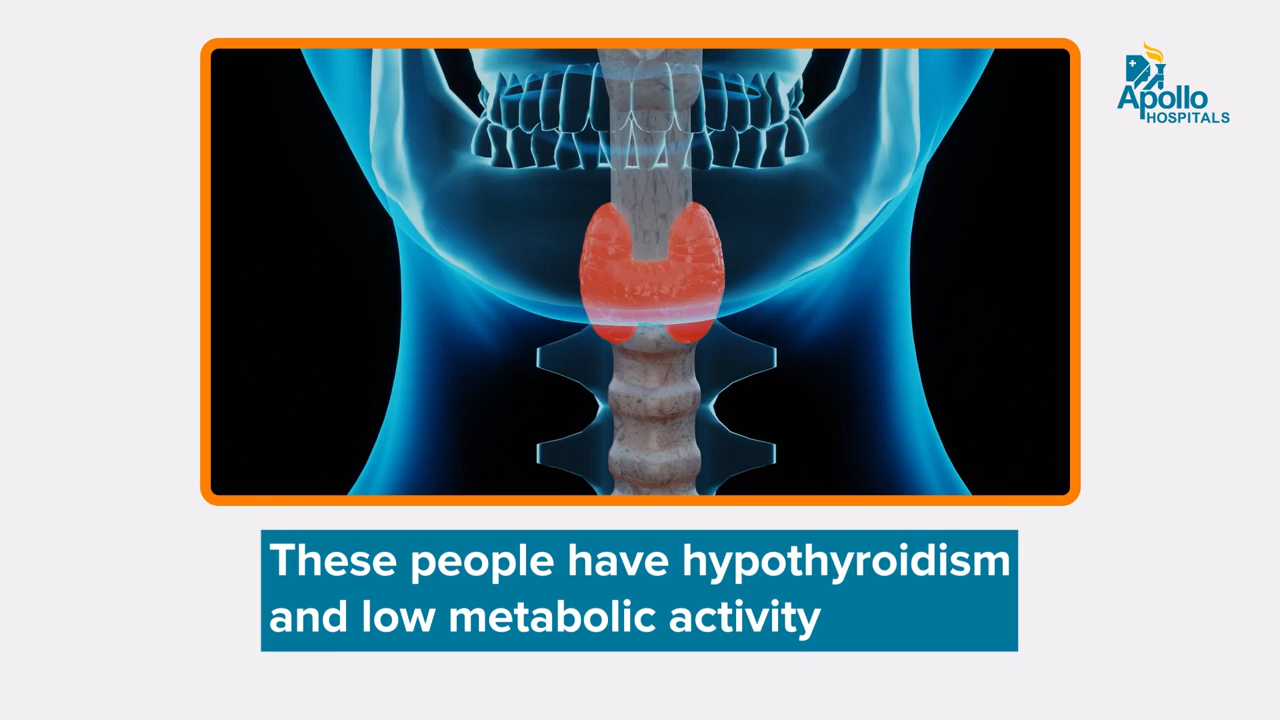 Apollo
HOSPITALS
These people have hypothyroidism
and low metabolic activity